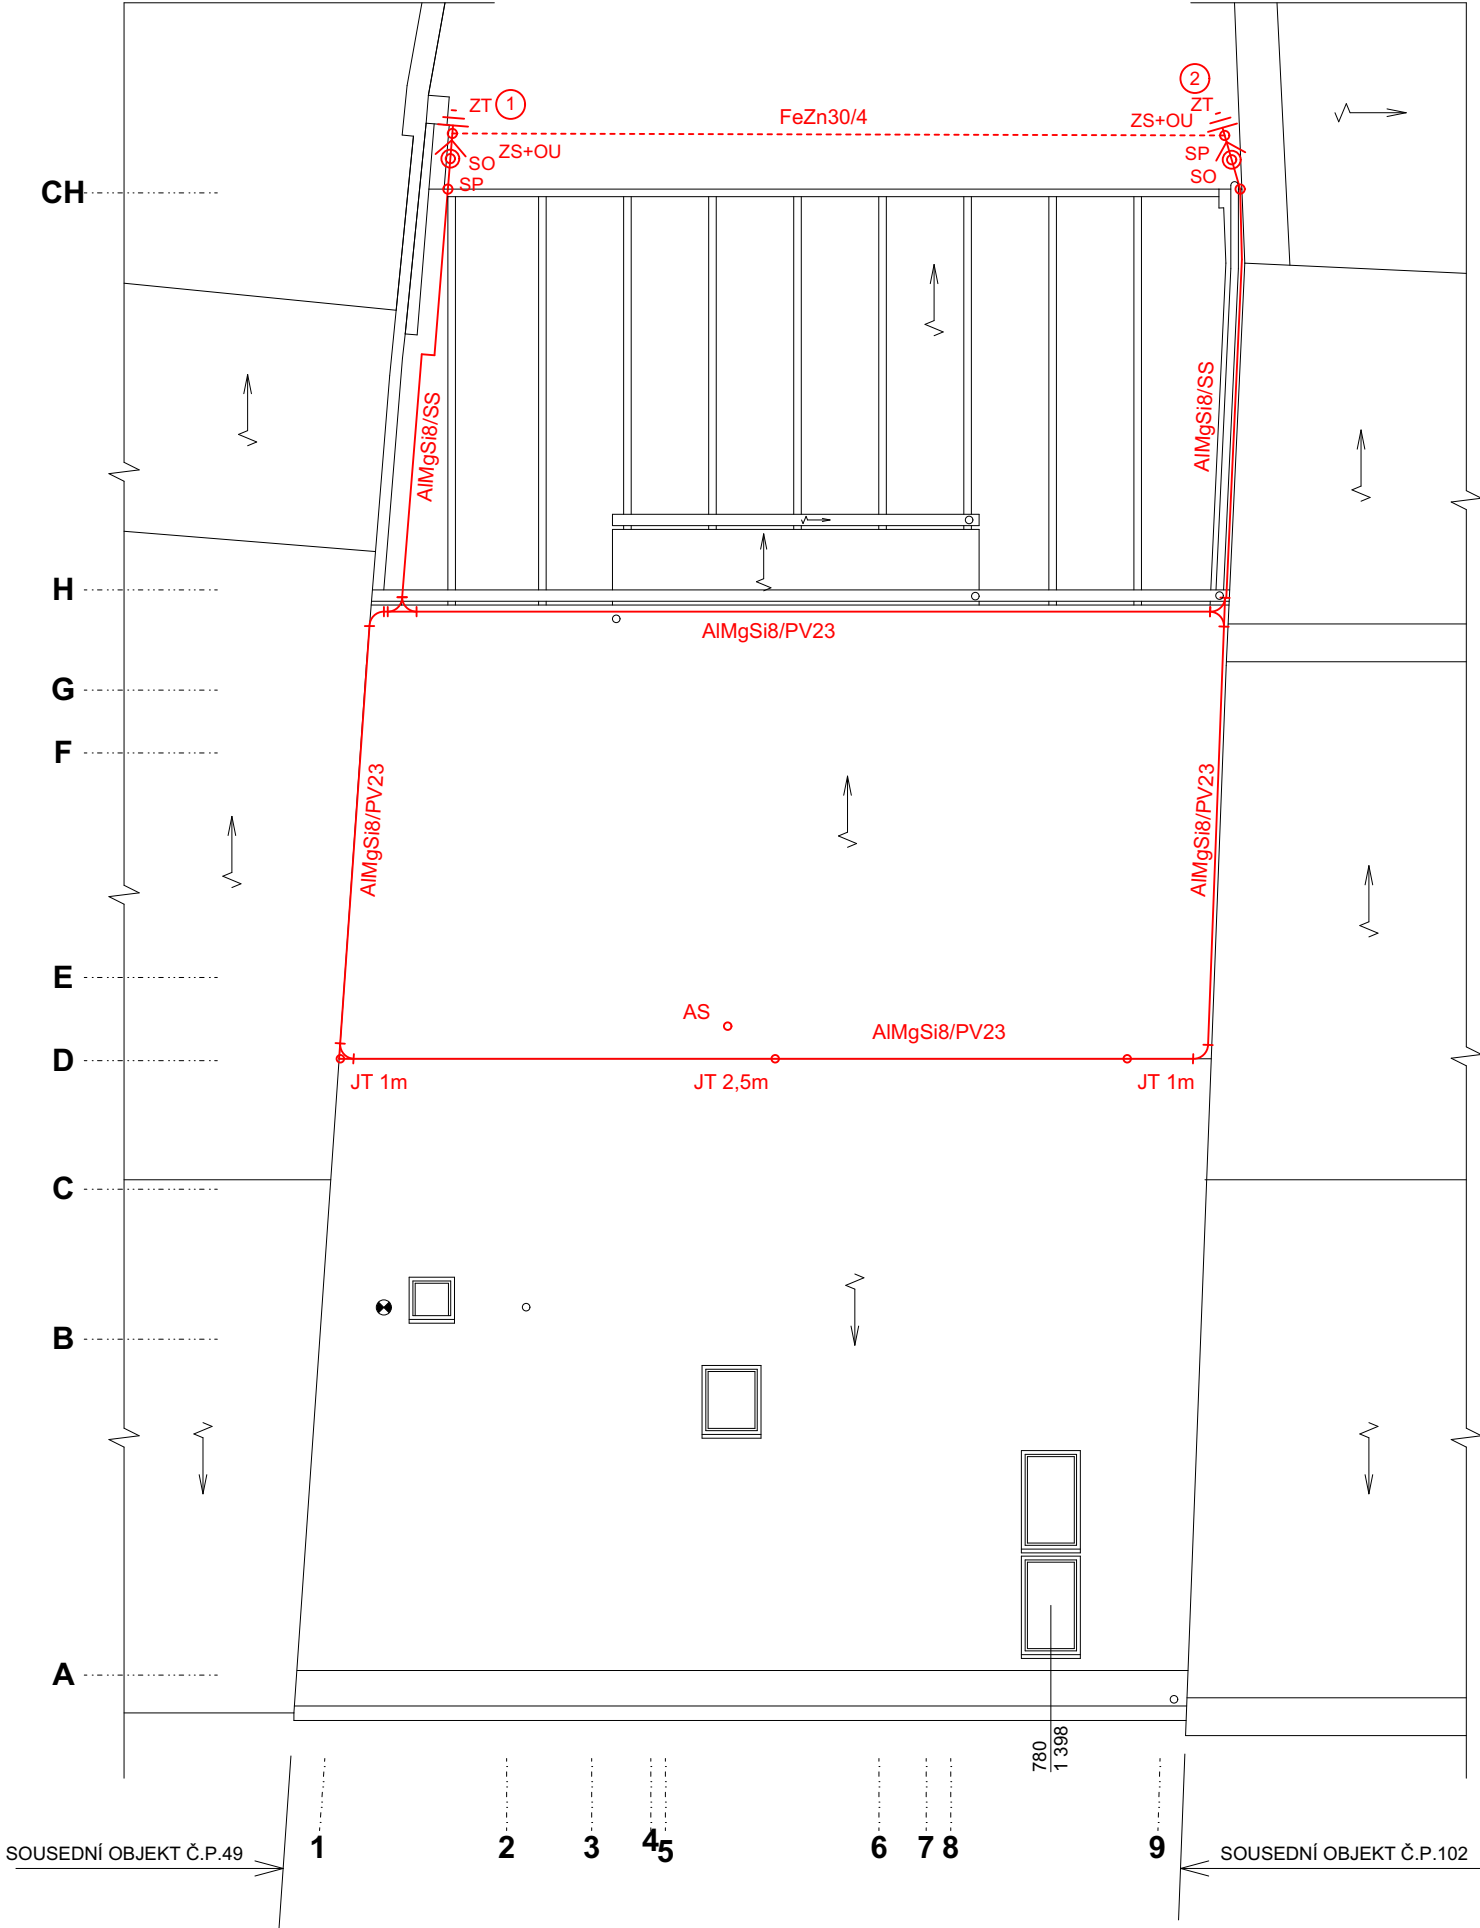 2
ZT
1
ZT
FeZn30/4
ZS+OU
ZS+OU
SO
SP
SP
SO
CH
AlMgSi8/SS
AlMgSi8/SS
H
AlMgSi8/PV23
G
F
AlMgSi8/PV23
AlMgSi8/PV23
E
AS
AlMgSi8/PV23
D
JT 1m
JT 2,5m
JT 1m
C
B
A
780
1 398
1
2
3
4
5
6
7
8
9
SOUSEDNÍ OBJEKT Č.P.49
SOUSEDNÍ OBJEKT Č.P.102